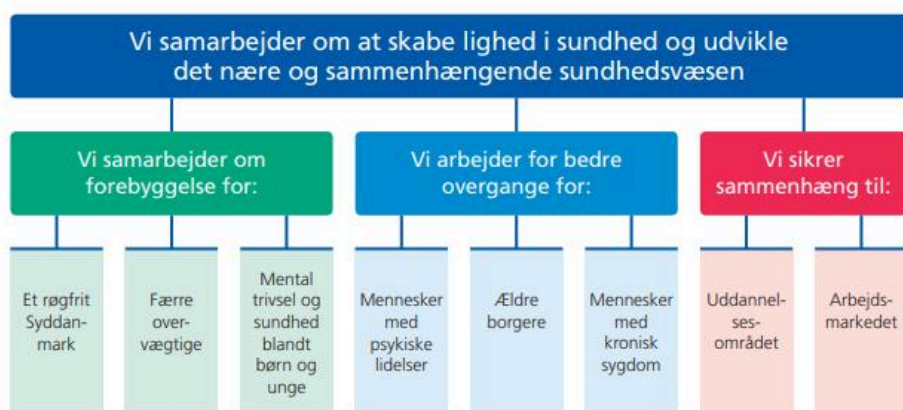 Vi samarbejder om at skabe lighed i sundhed og udvikle
det nære og sammenhængende sundhedsvæsen
Vi samarbejder om
forebyggelse for:
Vi arbejder for bedre
overgange for:
Vi sikrer
sammenhæng til:
Et røgfrit
Syddan-
mark
Færre
over-
vægtige
Mental
trivsel og
sundhed
blandt
børn og
unge
Mennesker
med
psykiske
lidelser
Ældre
borgere
Mennesker
med
kronisk
sygdom
Uddannel-
ses-
området
Arbejds-
markedet